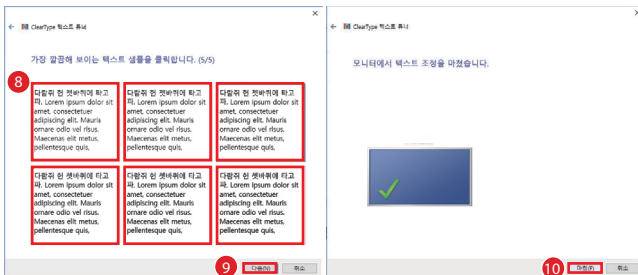 ClearType 텍스트 튜너
가장 깔끔해 보이는 텍스트 샘플을 클릭합니다. (5/5)
8
다람쥐 헌 쳇바퀴에 타고
파. Lorem ipsum dolor sit
amet, consectetuer
adipiscing elit. Mauris
ornare odio vel risus.
Maecenas elit metus,
pellentesque quis,
다람쥐 헌 쳇바퀴에 타고
파. Lorem ipsum dolor sit
amet, consectetuer
adipiscing elit. Mauris
ornare odio vel risus.
Maecenas elit metus,
pellentesque quis,
다람쥐 헌 쳇바퀴에 타고
파. Lorem ipsum dolor sit
amet, consectetuer
adipiscing elit. Mauris
ornare odio vel risus.
Maecenas elit metus,
pellentesque quis,
다람쥐 헌 쳇바퀴에 타고
파. Lorem ipsum dolor sit
amet, consectetuer
adipiscing elit. Mauris
ornare odio vel risus.
Maecenas elit metus,
pellentesque quis,
다람쥐 헌 쳇바퀴에 타고
파. Lorem ipsum dolor sit
amet, consectetuer
adipiscing elit. Mauris
ornare odio vel risus.
Maecenas elit metus,
pellentesque quis,
다람쥐 헌 쳇바퀴에 타고
파. Lorem ipsum dolor sit
amet, consectetuer
adipiscing elit. Mauris
ornare odio vel risus.
Maecenas elit metus,
pellentesque quis,
9 다음(N) 취소
ClearType 텍스트 튜너
모니터에서 텍스트 조정을 마쳤습니다.
10 마침(F) 취소